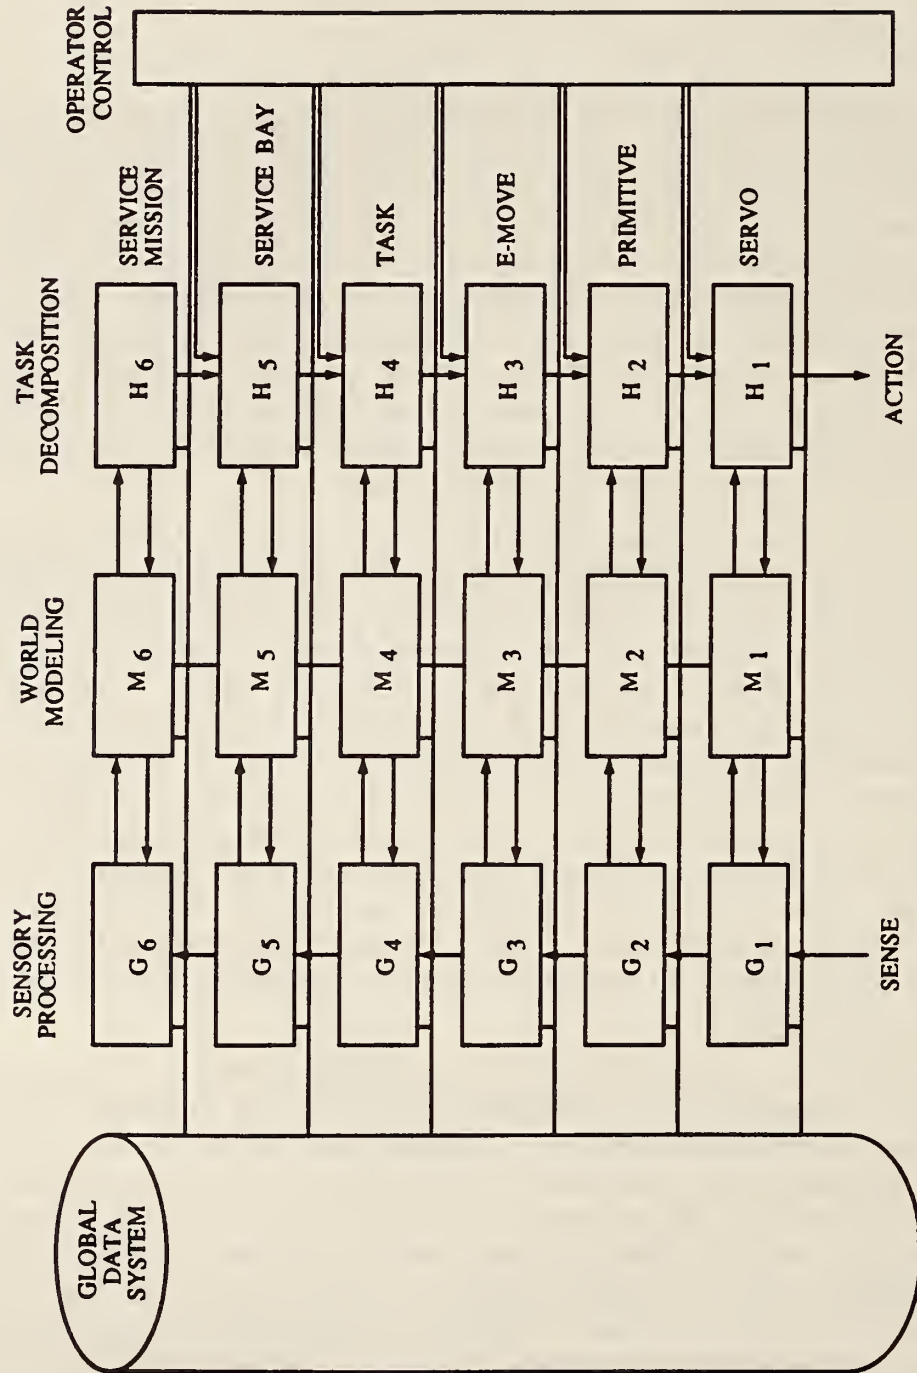 SENSORY
PROCESSING
WORLD
MODELING
TASK
DECOMPOSITION
OPERATOR
CONTROL
GLOBAL
DATA
SYSTEM
G 6
M 6
H 6
SERVICE
MISSION
G 5
M 5
H 5
SERVICE BAY
G 4
M 4
H 4
TASK
G 3
M 3
H 3
E-MOVE
G 2
M 2
H 2
PRIMITIVE
G 1
M 1
H 1
SERVO
SENSE
ACTION